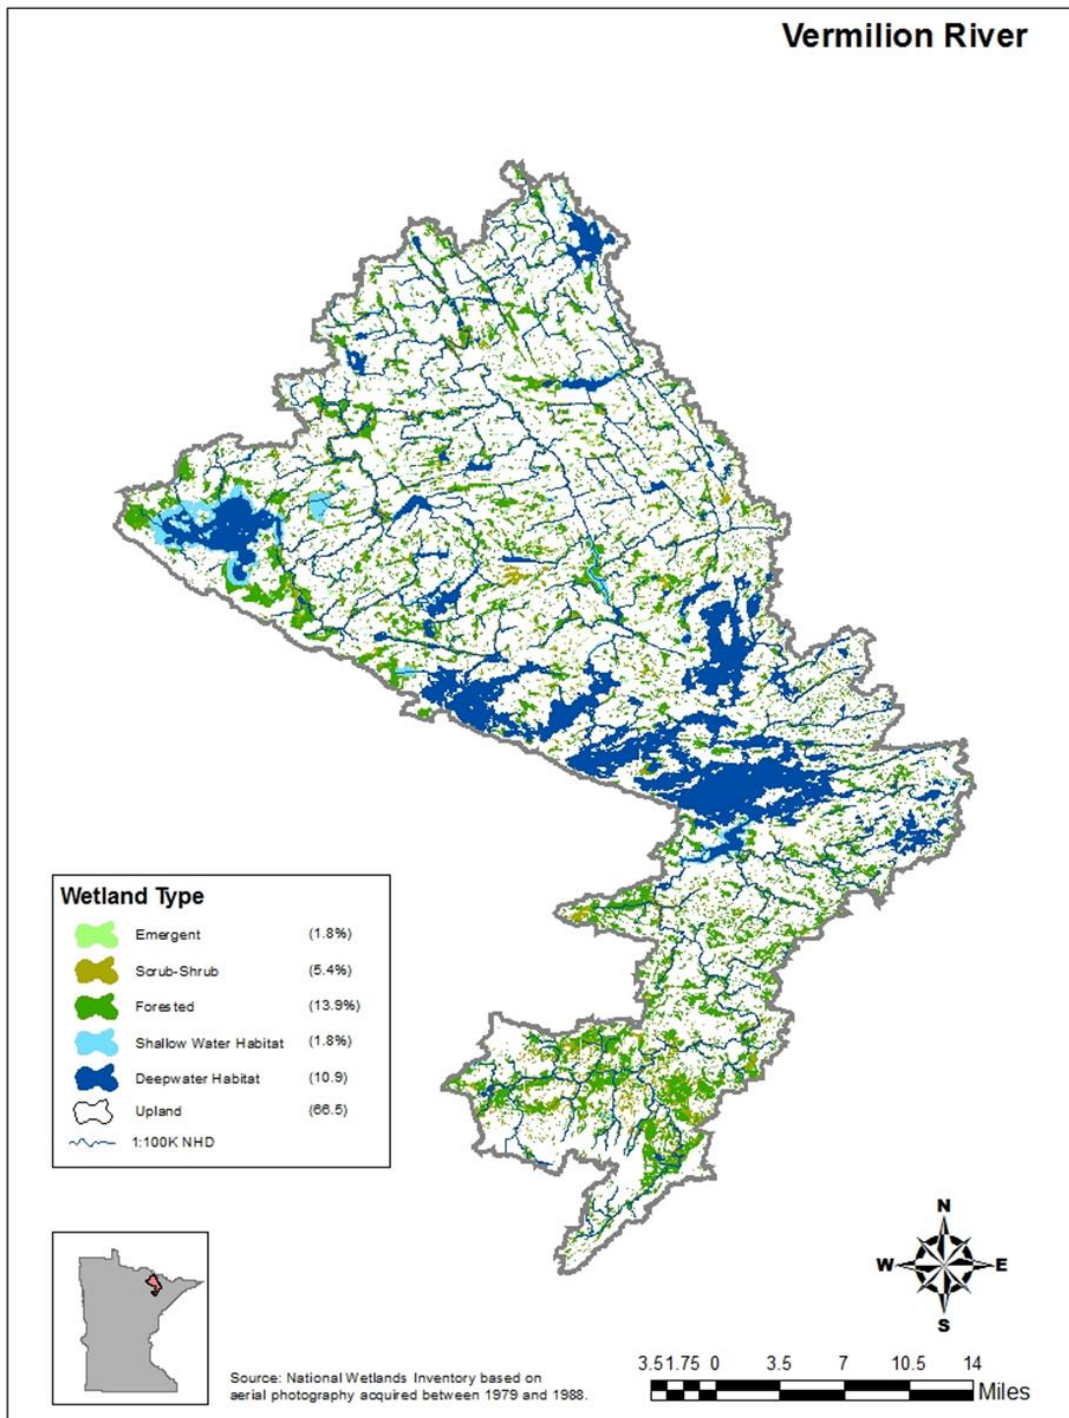 Vermilion River
Wetland Type
Emergent (1.8%)
Scrub-Shrub (5.4%)
Forested (13.9%)
Shallow Water Habitat (1.8%)
Deepwater Habitat (10.9)
Upland (66.5)
1:100K NHD
N
W E
S
Source: National Wetlands Inventory based on
aerial photography acquired between 1979 and 1988.
3.5 1.75 0 3.5 7 10.5 14
Miles